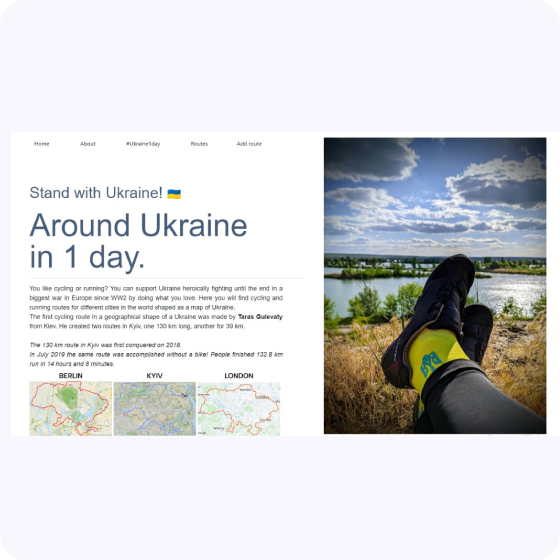 Home About #Ukraine1day Routes Add route
Stand with Ukraine! 🇺🇦
Around Ukraine
in 1 day.
You like cycling or running? You can support Ukraine heroically fighting until the end in a
biggest war in Europe since WW2 by doing what you love. Here you will find cycling and
running routes for different cities in the world shaped as a map of Ukraine.
The first cycling route in a geographical shape of a Ukraine was made by Taras Guievaty
from Kiev. He created two routes in Kyiv, one 130 km long, another for 39 km.
The 130 km route in Kyiv was first conquered on 2018.
In July 2019 the same route was accomplished without a bike! People finished 132.8 km
run in 14 hours and 8 minutes.
BERLIN KYIV LONDON